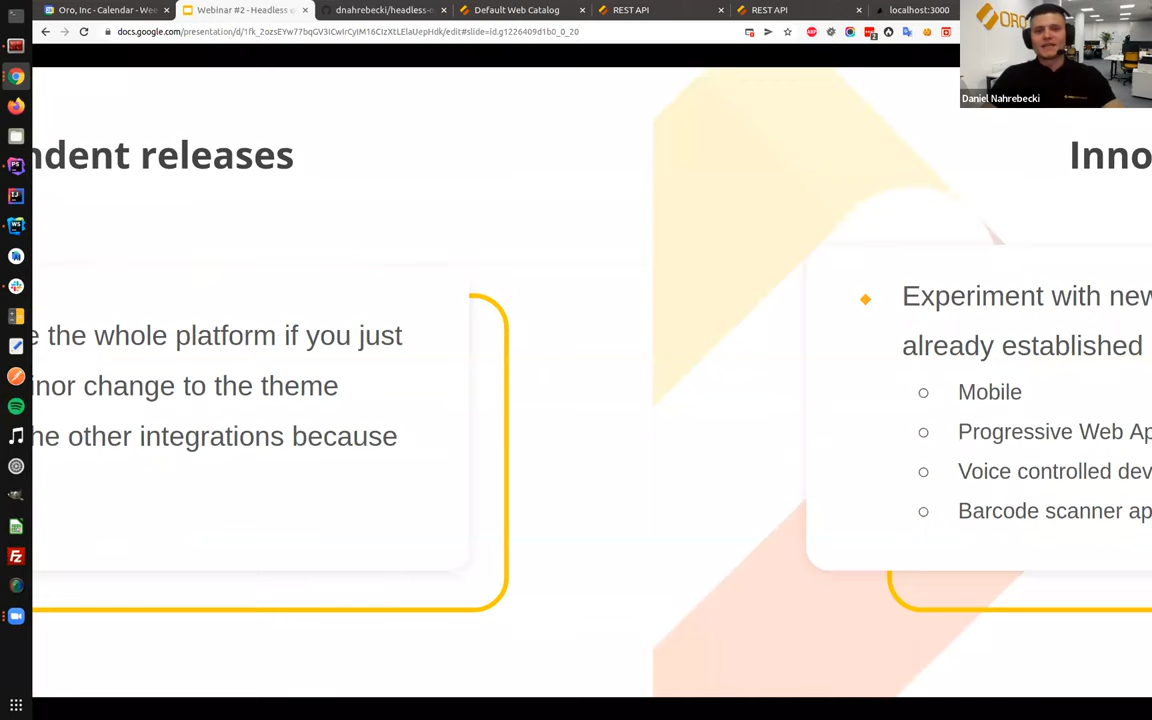 Oro, Inc - Calendar - Wee
Webinar #2 - Headless
dnahrebecki/headless-
Default Web Catalog
REST API
REST API
localhost:3000
docs.google.com/presentation/d/1fk_2ozsEYw77bqGV3ICwIrCyIM16CIzXtLElaUepHdk/edit#slide=id.g1226409d1b0_0_20
ORO
Daniel Nahrebecki
ndent releases
e the whole platform if you just
inor change to the theme
he other integrations because
Inno
Experiment with new
already established
Mobile
Progressive Web Ap
Voice controlled dev
Barcode scanner ap